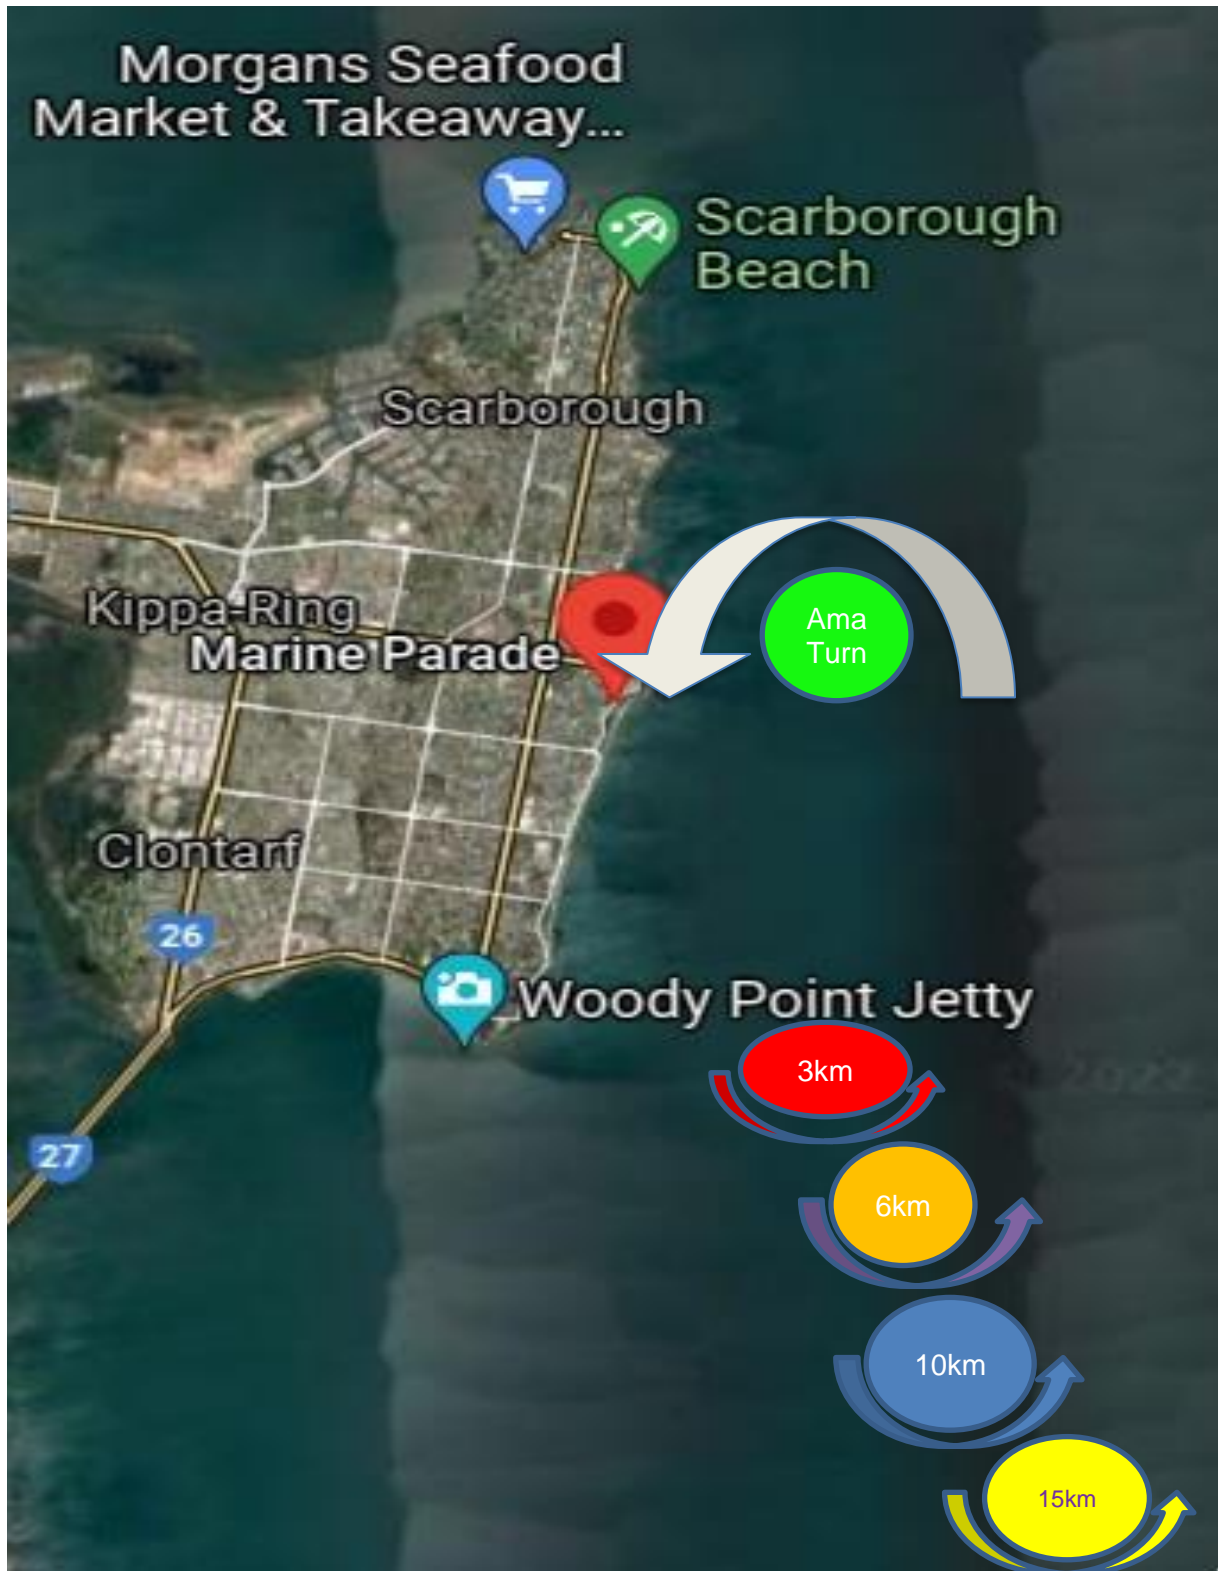 Morgans Seafood
Market & Takeaway...
Scarborough
Beach
Scarborough
Ama
Turn
Kippa-Ring
Marine Parade
Clontarf
26
Woody Point Jetty
3km
2022
27
6km
10km
15km